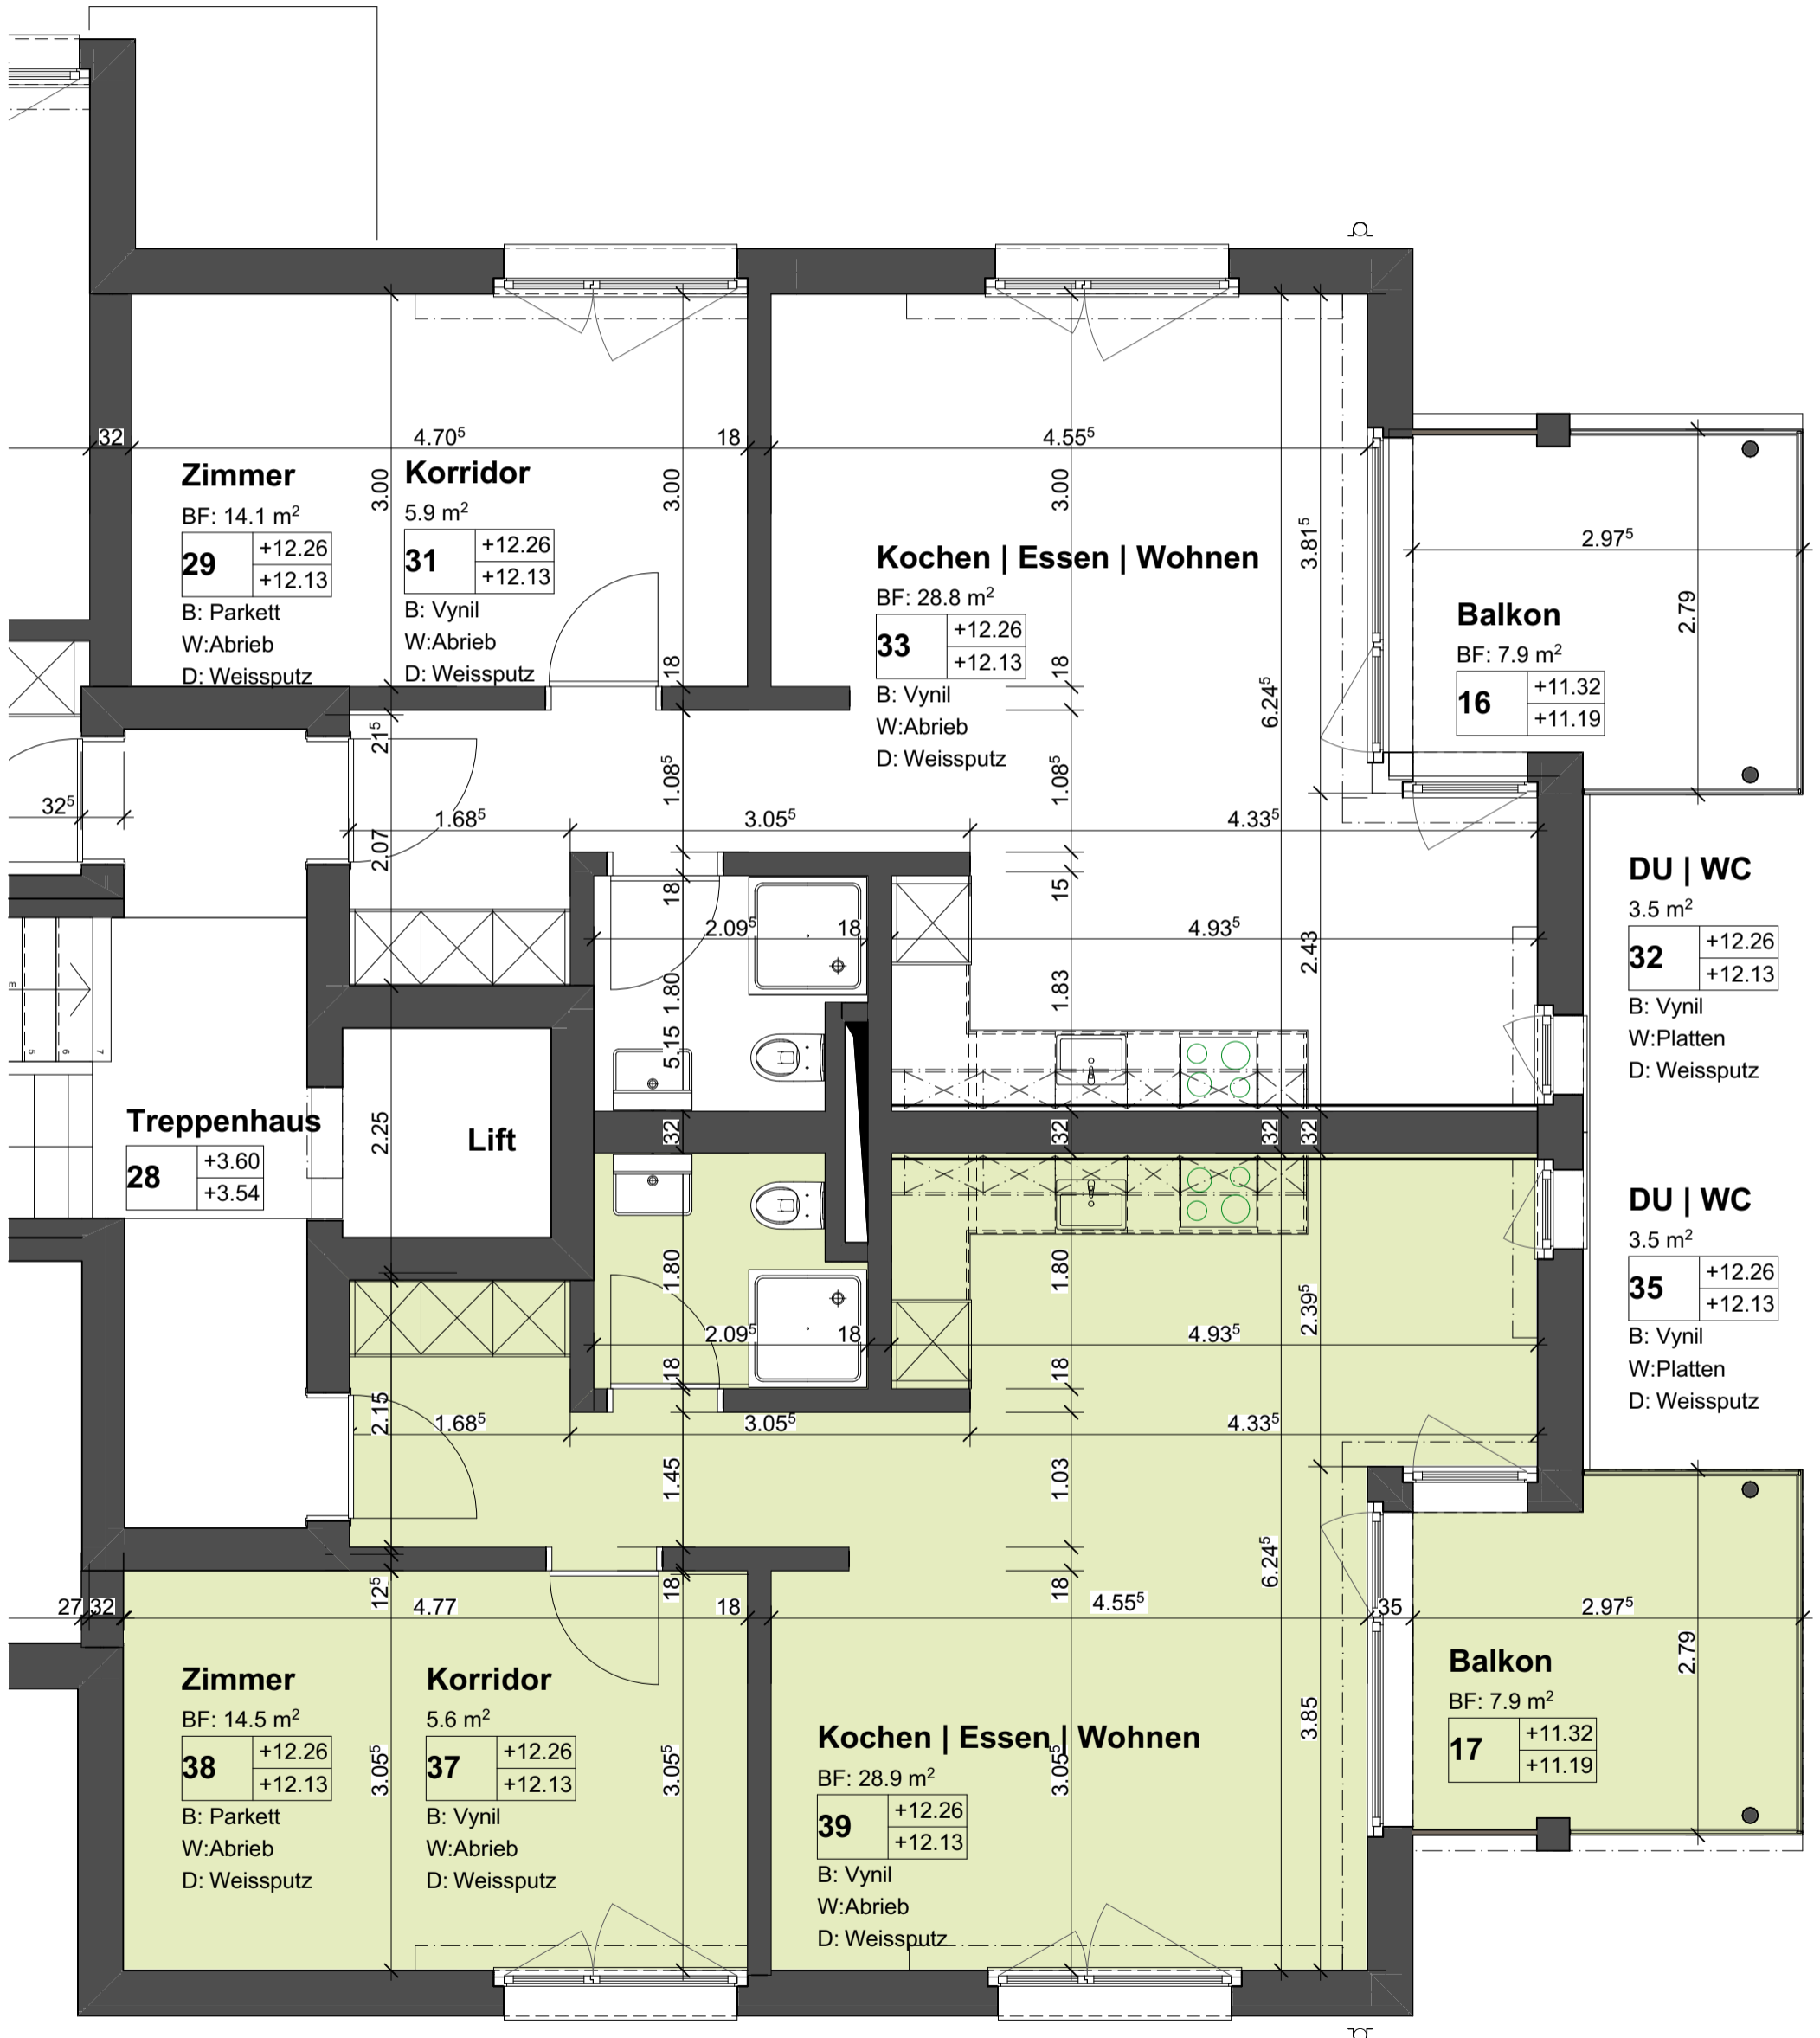 32
4.70⁵
18
4.55⁵
Zimmer
BF: 14.1 m²
29
+12.26
+12.13
B: Parkett
W:Abrieb
D: Weissputz
3.00
Korridor
5.9 m²
31
+12.26
+12.13
B: Vynil
W:Abrieb
D: Weissputz
3.00
18
Kochen | Essen | Wohnen
BF: 28.8 m²
33
+12.26
+12.13
B: Vynil
W:Abrieb
D: Weissputz
3.00
18
3.81⁵
6.24⁵
2.97⁵
2.79
Balkon
BF: 7.9 m²
16
+11.32
+11.19
21⁵
32⁵
2.07
1.68⁵
1.08⁵
3.05⁵
1.08⁵
4.33⁵
18
15
2.09⁵
18
4.93⁵
2.43
1.80
5.15
1.83
DU | WC
3.5 m²
32
+12.26
+12.13
B: Vynil
W:Platten
D: Weissputz
5
6
7
Treppenhaus
28
+3.60
+3.54
2.25
Lift
32
32
32
32
DU | WC
3.5 m²
35
+12.26
+12.13
B: Vynil
W:Platten
D: Weissputz
1.80
1.80
2.39⁵
2.09⁵
18
4.93⁵
18
18
2.15
1.68⁵
3.05⁵
4.33⁵
1.45
1.03
6.24⁵
12⁵
18
18
27
32
4.77
18
4.55⁵
35
2.97⁵
2.79
Zimmer
BF: 14.5 m²
38
+12.26
+12.13
B: Parkett
W:Abrieb
D: Weissputz
3.05⁵
Korridor
5.6 m²
37
+12.26
+12.13
B: Vynil
W:Abrieb
D: Weissputz
3.05⁵
Kochen | Essen | Wohnen
BF: 28.9 m²
39
+12.26
+12.13
B: Vynil
W:Abrieb
D: Weissputz
3.05⁵
3.85
Balkon
BF: 7.9 m²
17
+11.32
+11.19